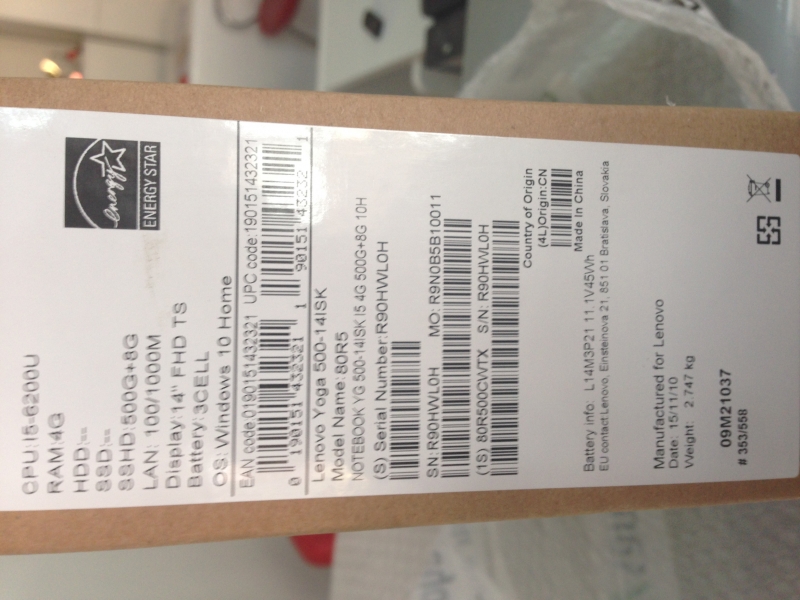 CPU:I5-6200U
RAM:4G
HDD:==
SSD:==
SSHD:500G+8G
LAN: 100/1000M
Display:14" FHD TS
Battery:3CELL
OS: Windows 10 Home
energy
ENERGY STAR
EAN code:0190151432321 UPC code:190151432321
0 190151 432321 1 90151 43232 1
Lenovo Yoga 500-14ISK
Model Name:80R5
NOTEBOOK YG 500-14ISK I5 4G 500G+8G 10H
(S) Serial Number:R90HWL0H
SN:R90HWL0H MO: R9N0B5B10011
(1S) 80R500CVTX S/N: R90HWL0H
Country of Origin
(4L)Origin:CN
Made In China
Battery info: L14M3P21 11.1V45Wh
EU contact:Lenovo, Einsteinova 21, 851 01 Bratislava, Slovakia
Manufactured for Lenovo
Date: 15/11/10
Weight: 2.747 kg
09M21037
# 353/558